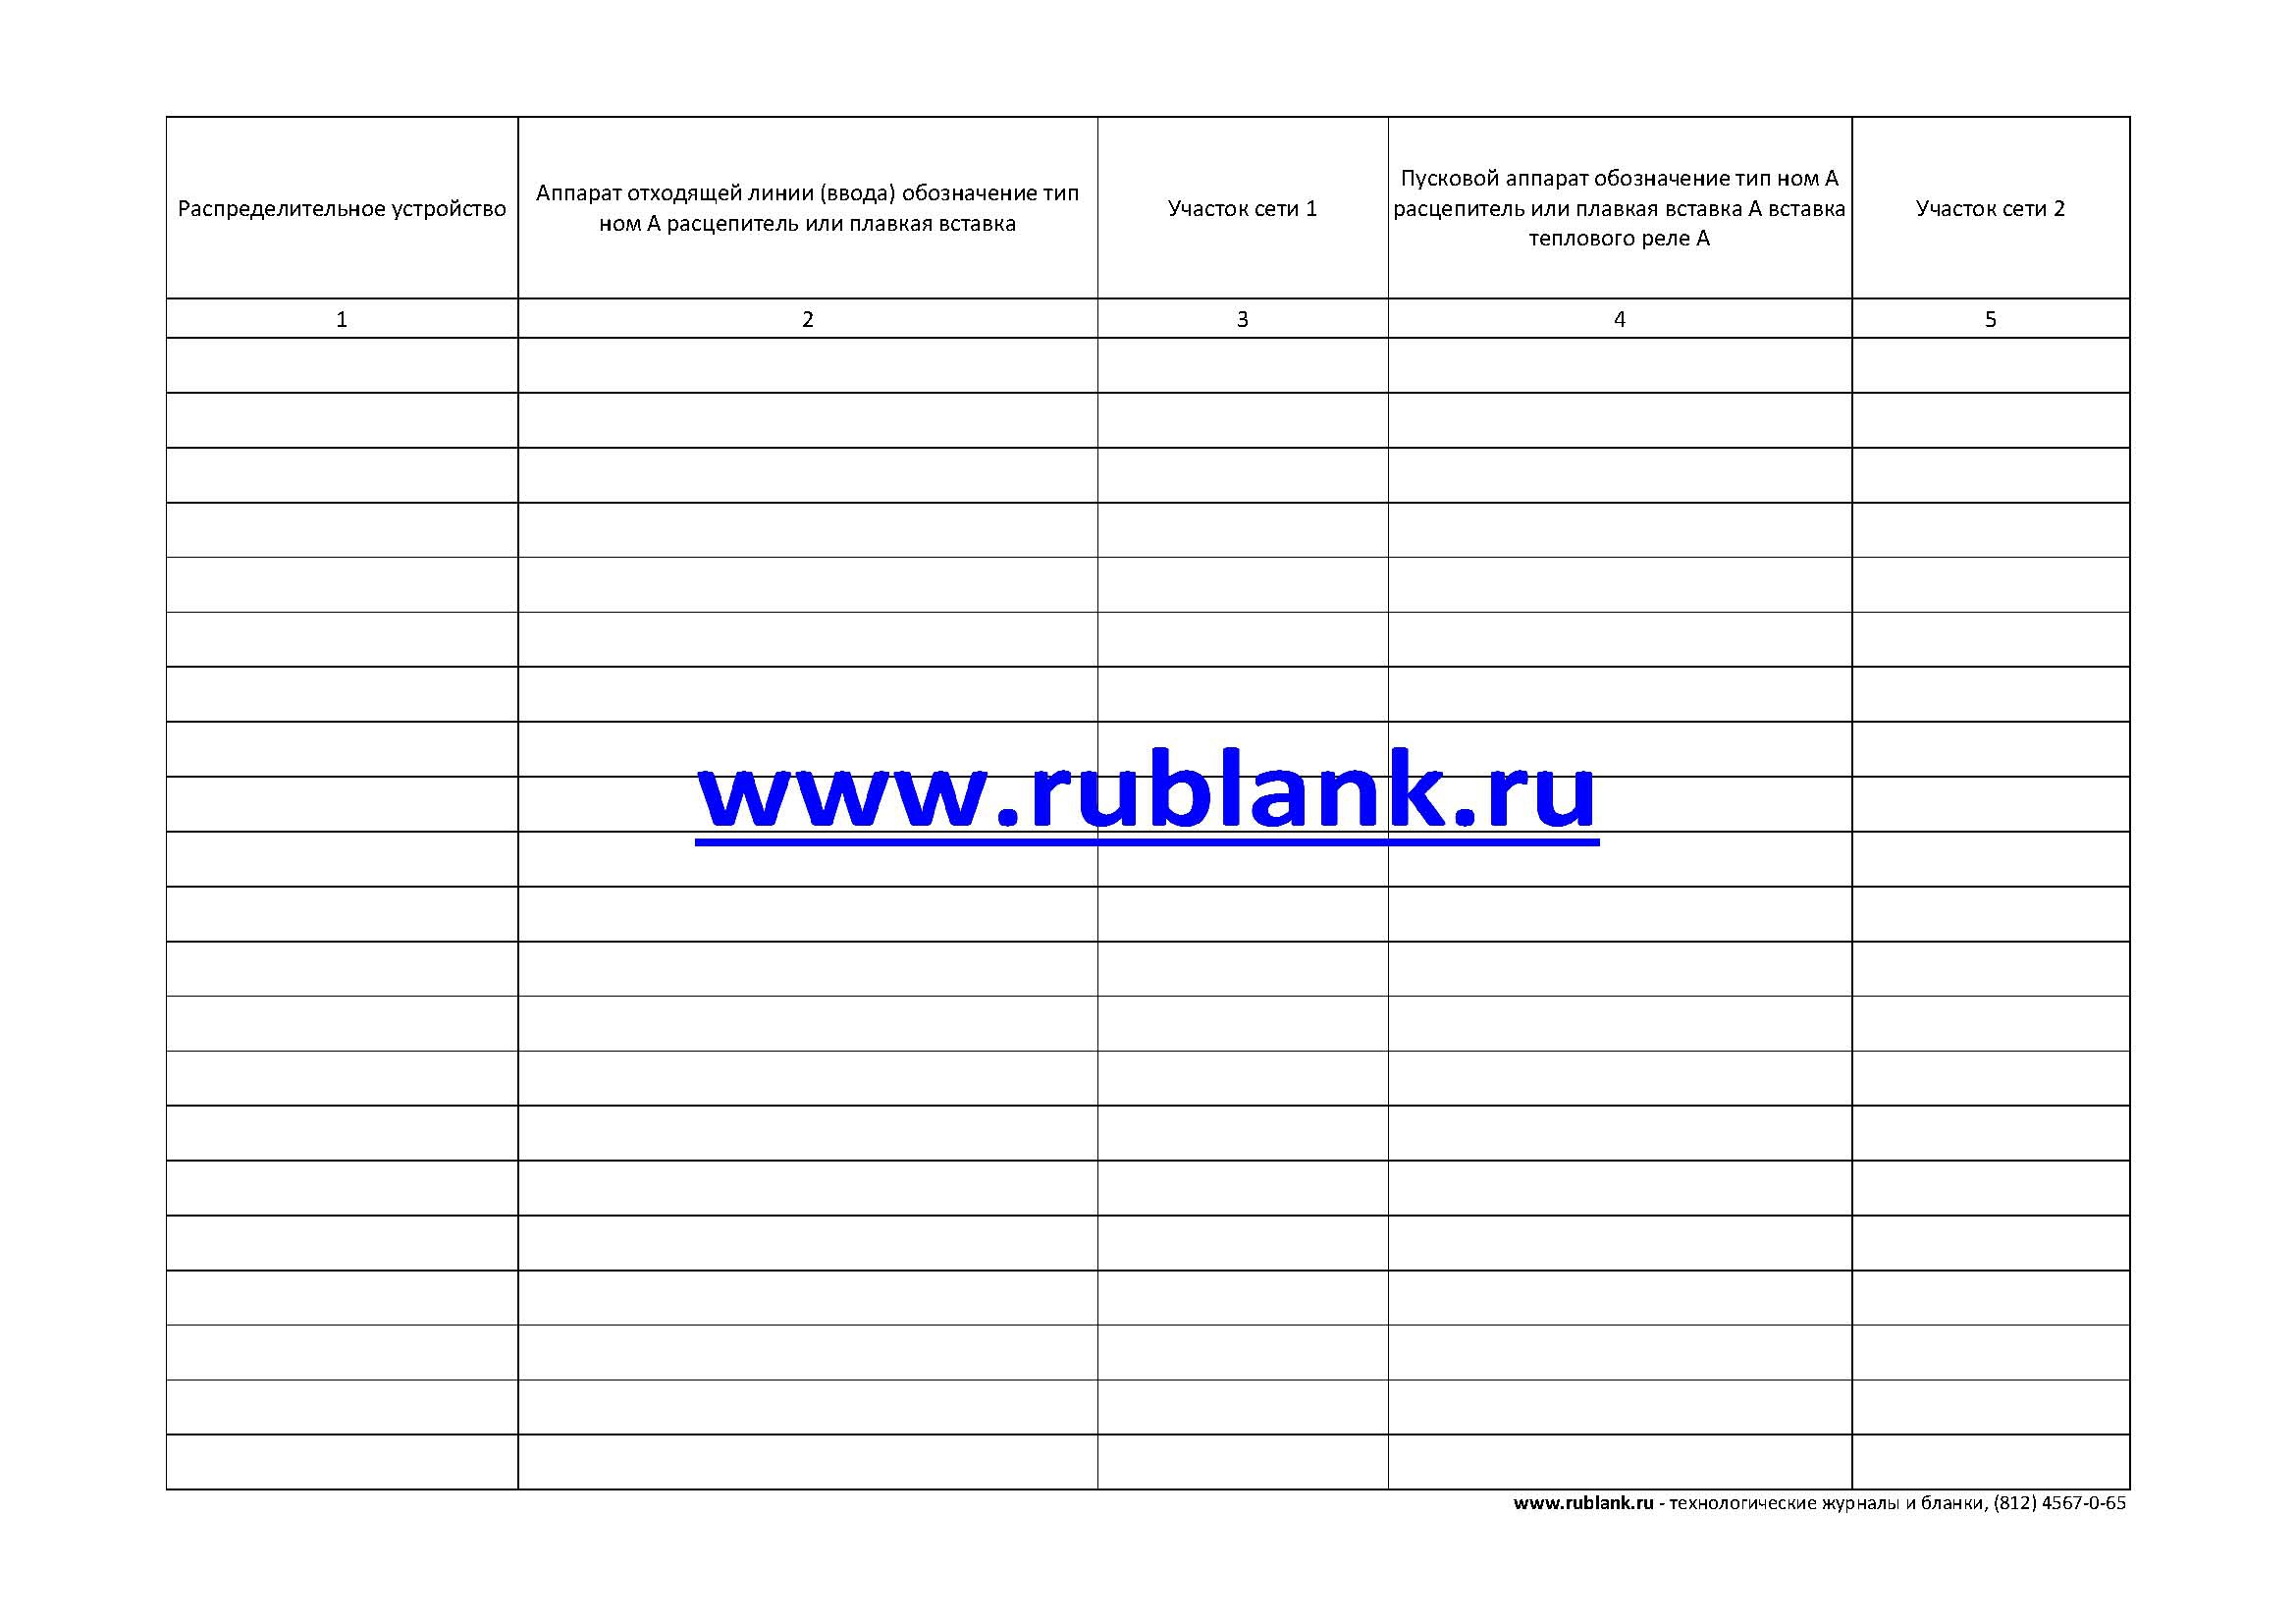 Распределительное устройство
Аппарат отходящей линии (ввода) обозначение тип
ном А расцепитель или плавкая вставка
Участок сети 1
Пусковой аппарат обозначение тип ном А
расцепитель или плавкая вставка А вставка
теплового реле А
Участок сети 2
1
2
3
4
5
www.rublank.ru
www.rublank.ru - технологические журналы и бланки, (812) 4567-0-65